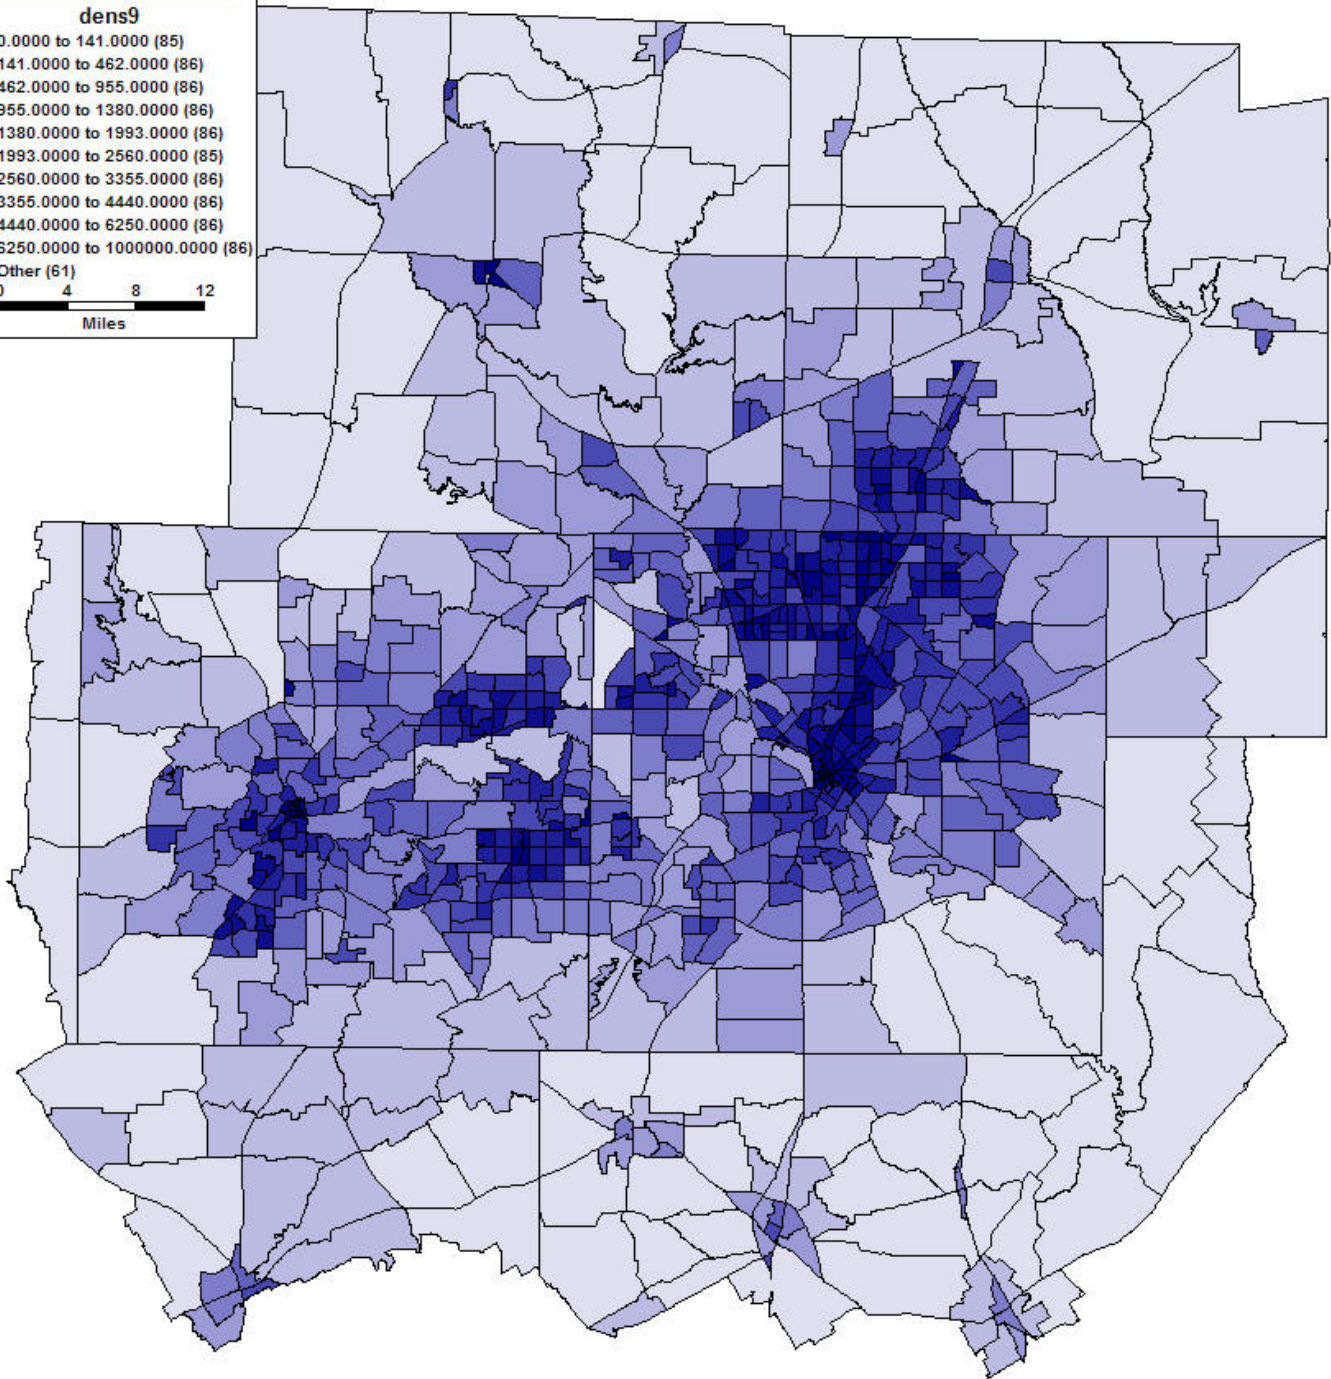 dens9
0.0000 to 141.0000 (85)
141.0000 to 462.0000 (86)
462.0000 to 955.0000 (86)
955.0000 to 1380.0000 (86)
1380.0000 to 1993.0000 (86)
1993.0000 to 2560.0000 (85)
2560.0000 to 3355.0000 (86)
3355.0000 to 4440.0000 (86)
4440.0000 to 6250.0000 (86)
6250.0000 to 1000000.0000 (86)
Other (61)
0 4 8 12
Miles